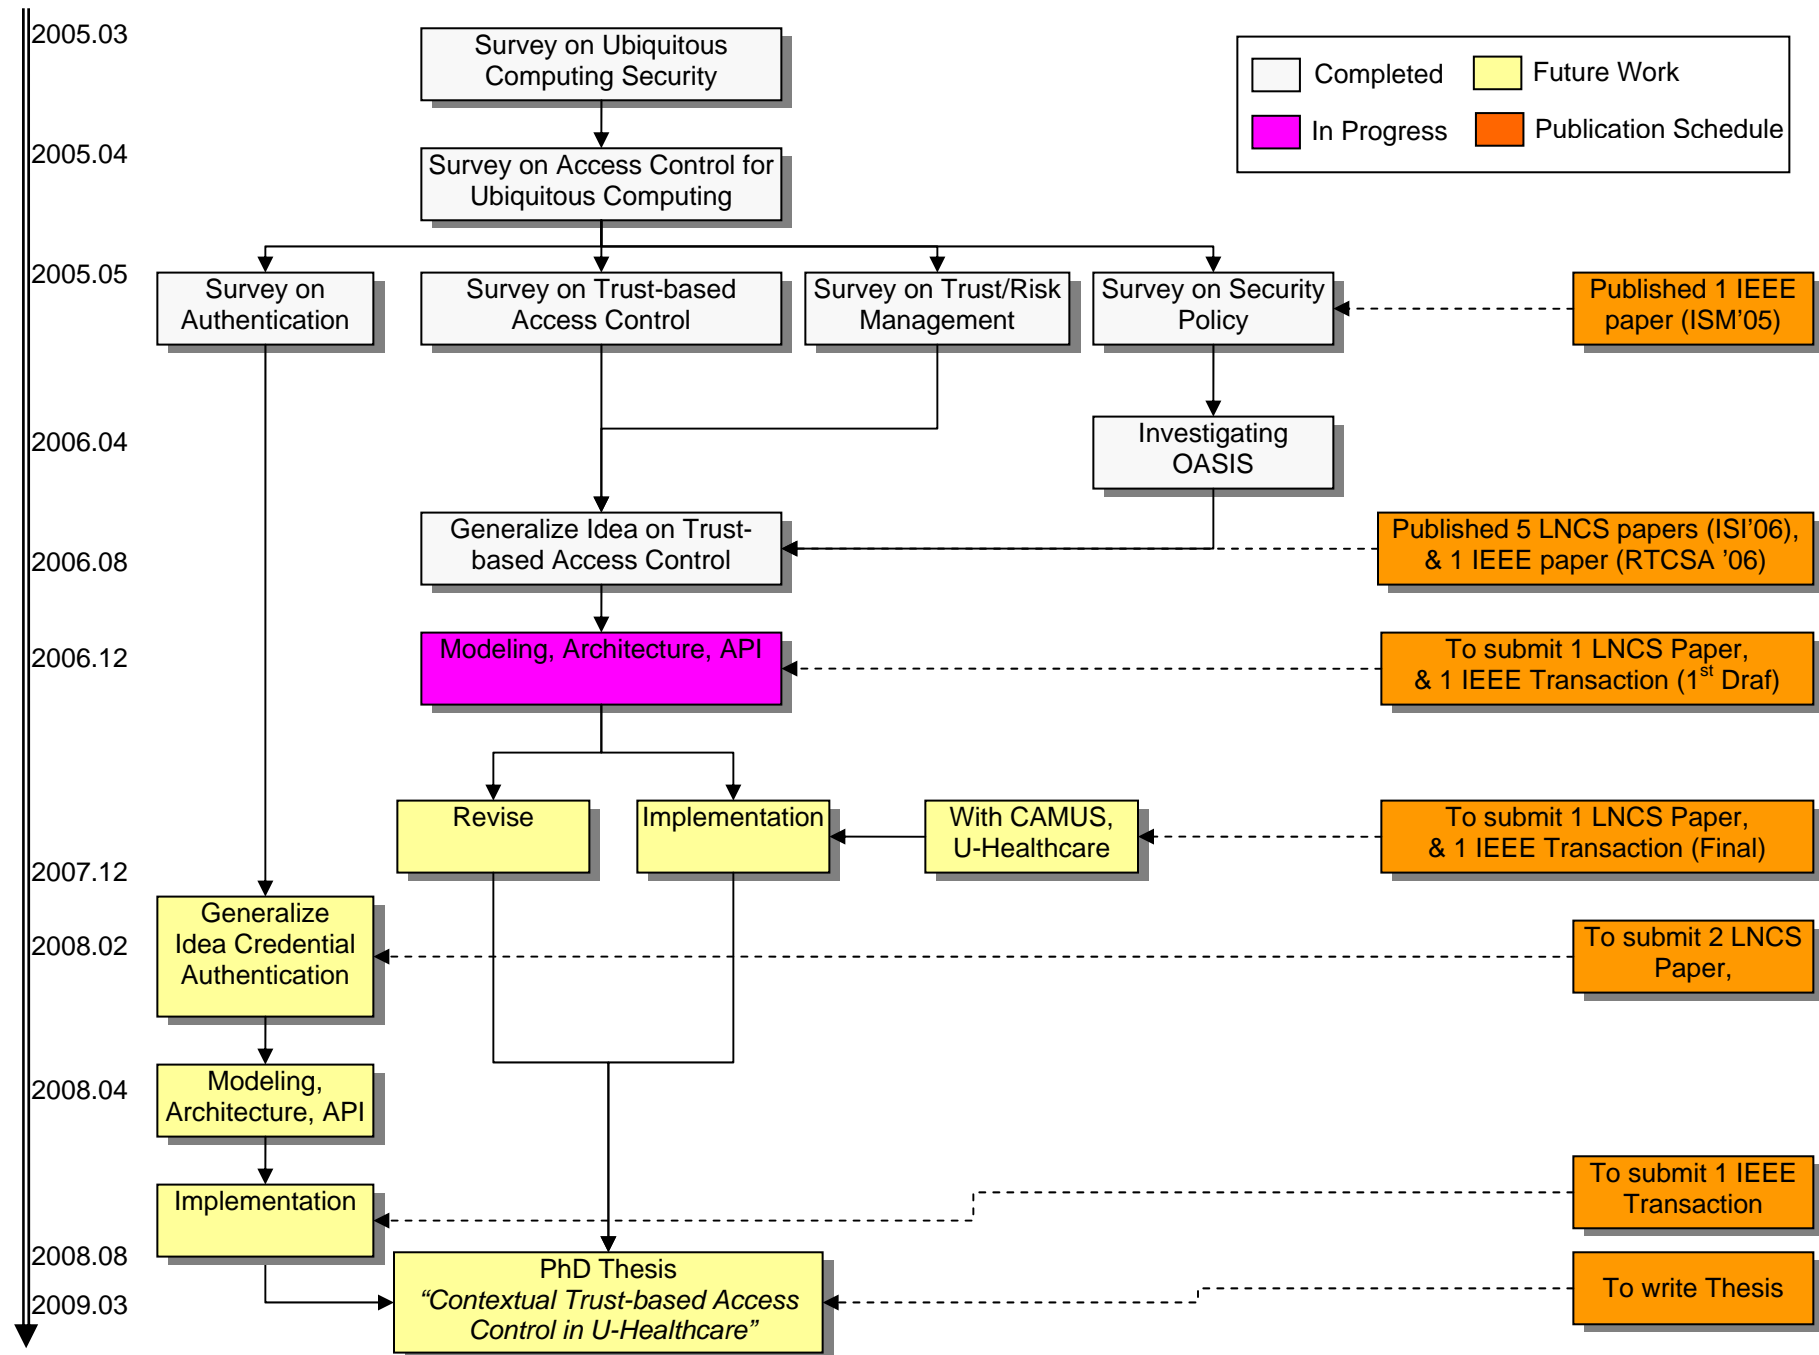 2005.03
Survey on Ubiquitous
Computing Security
Completed
Future Work
In Progress
Publication Schedule
2005.04
Survey on Access Control for
Ubiquitous Computing
2005.05
Survey on
Authentication
Survey on Trust-based
Access Control
Survey on Trust/Risk
Management
Survey on Security
Policy
Published 1 IEEE
paper (ISM’05)
2006.04
Investigating
OASIS
2006.08
Generalize Idea on Trust-
based Access Control
Published 5 LNCS papers (ISI’06),
& 1 IEEE paper (RTCSA ’06)
2006.12
Modeling, Architecture, API
To submit 1 LNCS Paper,
& 1 IEEE Transaction (1st Draf)
Revise
Implementation
With CAMUS,
U-Healthcare
To submit 1 LNCS Paper,
& 1 IEEE Transaction (Final)
2007.12
2008.02
Generalize
Idea Credential
Authentication
To submit 2 LNCS
Paper,
2008.04
Modeling,
Architecture, API
Implementation
To submit 1 IEEE
Transaction
2008.08
2009.03
PhD Thesis
“Contextual Trust-based Access
Control in U-Healthcare”
To write Thesis